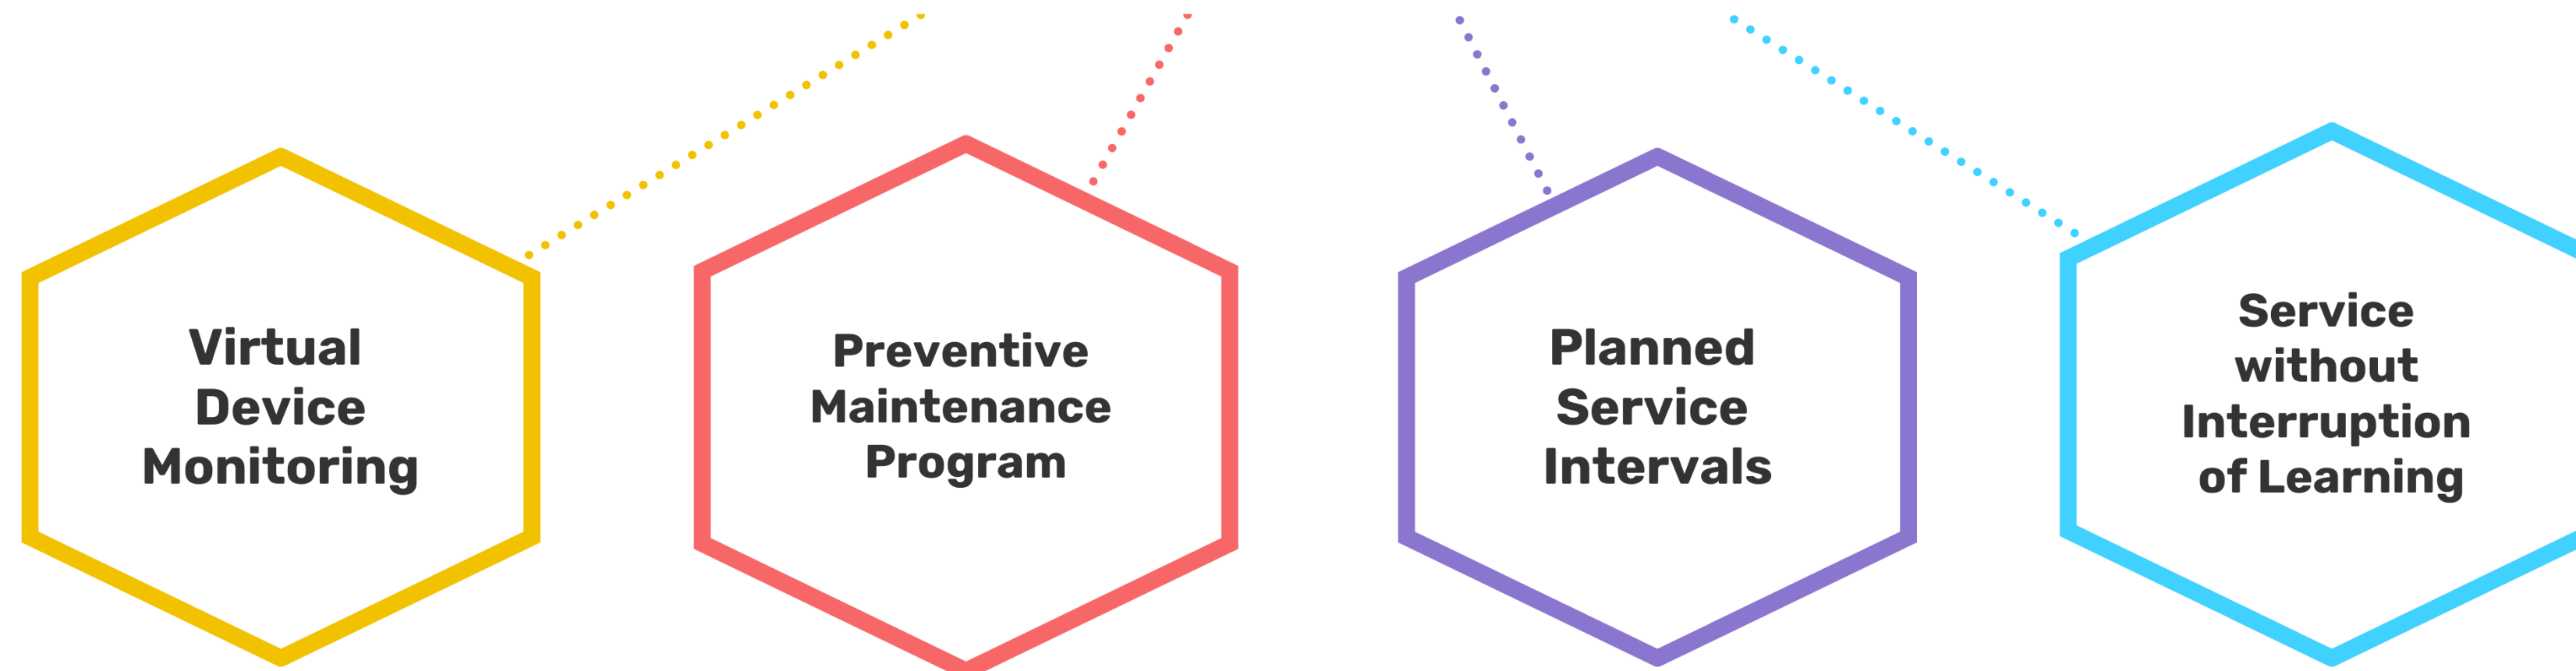 Virtual
Device
Monitoring
Preventive
Maintenance
Program
Planned
Service
Intervals
Service
without
Interruption
of Learning